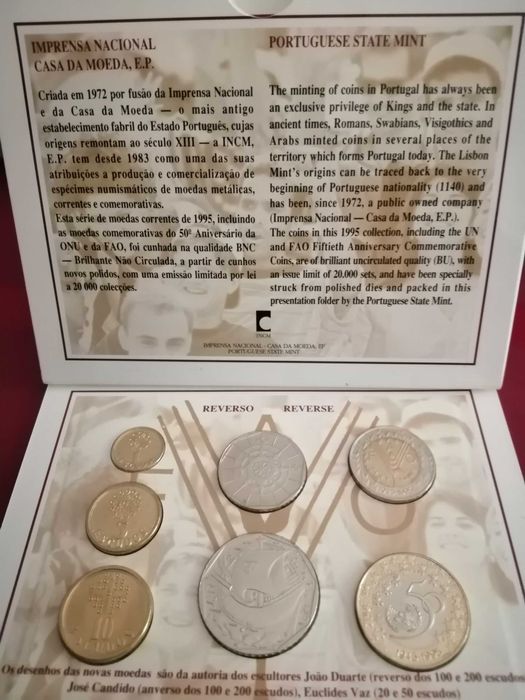 IMPRENSA NACIONAL
CASA DA MOEDA, E.P.
Criada em 1972 por fusão da Imprensa Nacional
e da Casa da Moeda — o mais antigo
estabelecimento fabril do Estado Português, cujas
origens remontam ao século XIII — a INCM,
E.P. tem desde 1983 como uma das suas
atribuições a produção e comercialização de
espécimes numismáticos de moedas metálicas,
correntes e comemorativas.
Esta série de moedas correntes de 1995, incluindo
as moedas comemorativas do 50º Aniversário da
ONU e da FAO, foi cunhada na qualidade BNC
— Brilhante Não Circulada, a partir de cunhos
novos polidos, com uma emissão limitada por lei
a 20 000 colecções.
PORTUGUESE STATE MINT
The minting of coins in Portugal has always been
an exclusive privilege of Kings and the state. In
ancient times, Romans, Swabians, Visigothics and
Arabs minted coins in several places of the
territory which forms Portugal today. The Lisbon
Mint's origins can be traced back to the very
beginning of Portuguese nationality (1140) and
has been, since 1972, a public owned company
(Imprensa Nacional — Casa da Moeda, E.P.).
The coins in this 1995 collection, including the UN
and FAO Fiftieth Anniversary Commemorative
Coins, are of brilliant uncirculated quality (BU), with
an issue limit of 20.000 sets, and have been specially
struck from polished dies and packed in this
presentation folder by the Portuguese State Mint.
INCM
IMPRENSA NACIONAL - CASA DA MOEDA, EP
PORTUGUESE STATE MINT
REVERSO REVERSE
ESCUDOS
10
ESCUDOS
50
1945-1995
Os desenhos das novas moedas são da autoria dos escultores João Duarte (reverso dos 100 e 200 escudos
José Candido (anverso dos 100 e 200 escudos), Euclides Vaz (20 e 50 escudos)